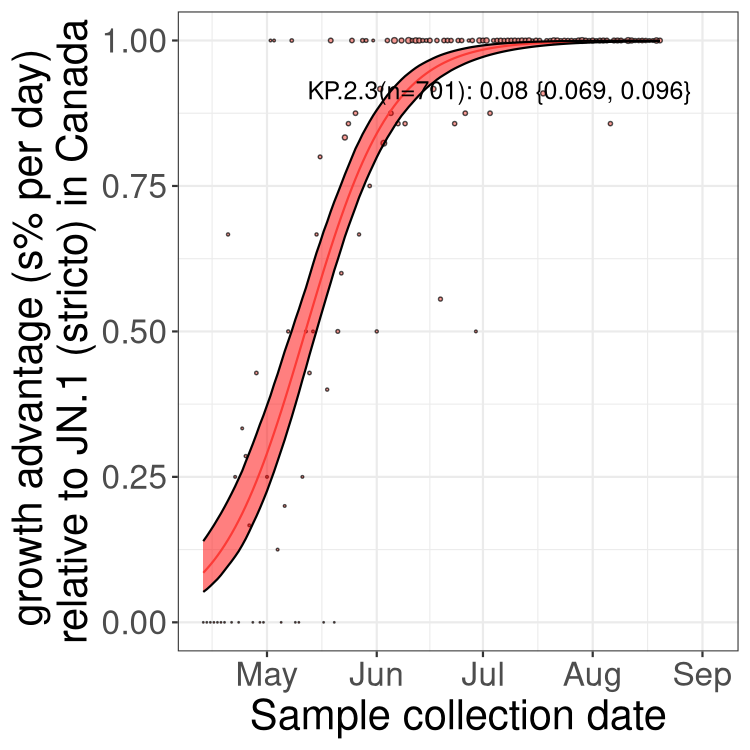 growth advantage (s% per day)
relative to JN.1 (stricto) in Canada
1.00
0.75
0.50
0.25
0.00
KP.2.3(n=701): 0.08 {0.069, 0.096}
May Jun Jul Aug Sep
Sample collection date